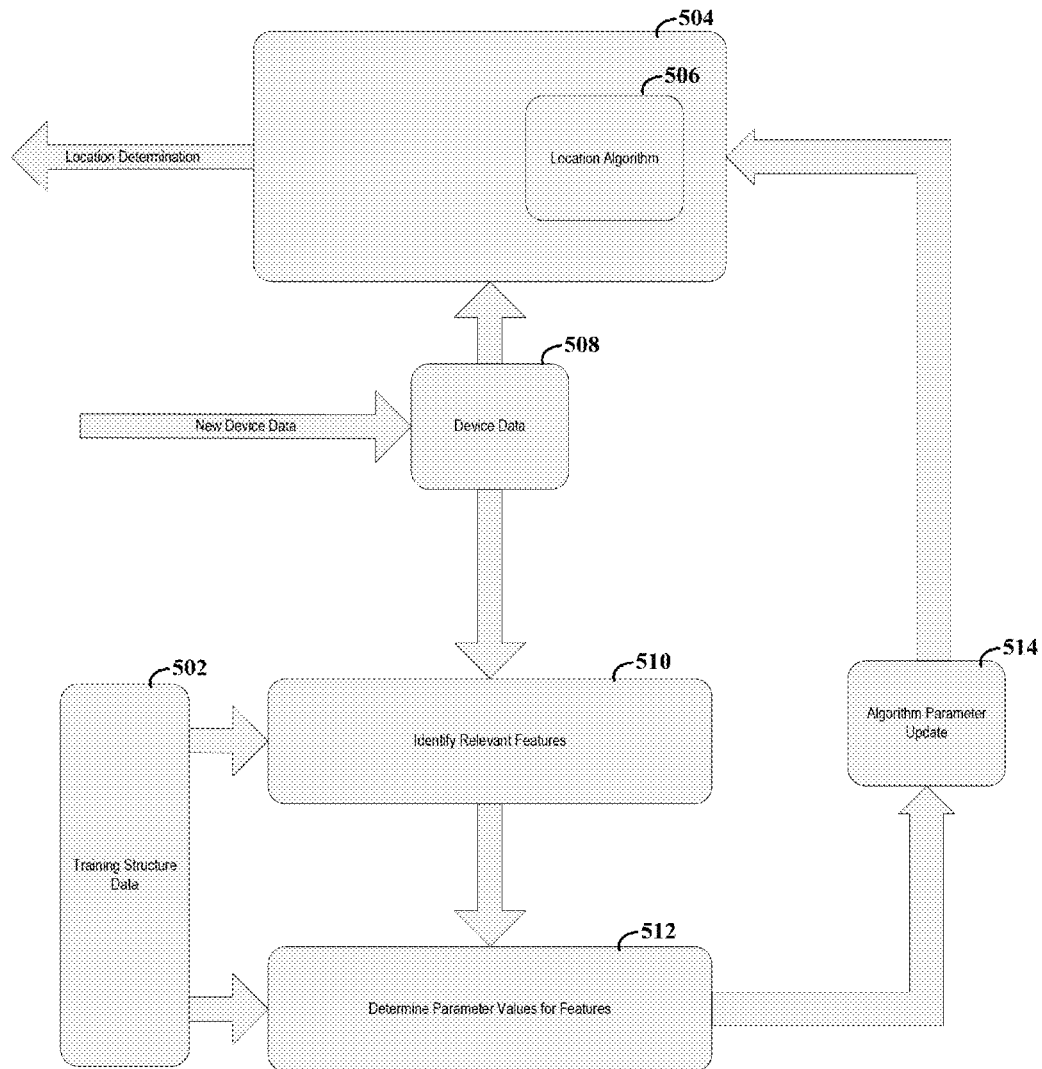 504
506
Location Determination
Location Algorithm
508
New Device Data
Device Data
502
510
514
Identify Relevant Features
Algorithm Parameter
Update
Training Structure
Data
512
Determine Parameter Values for Features